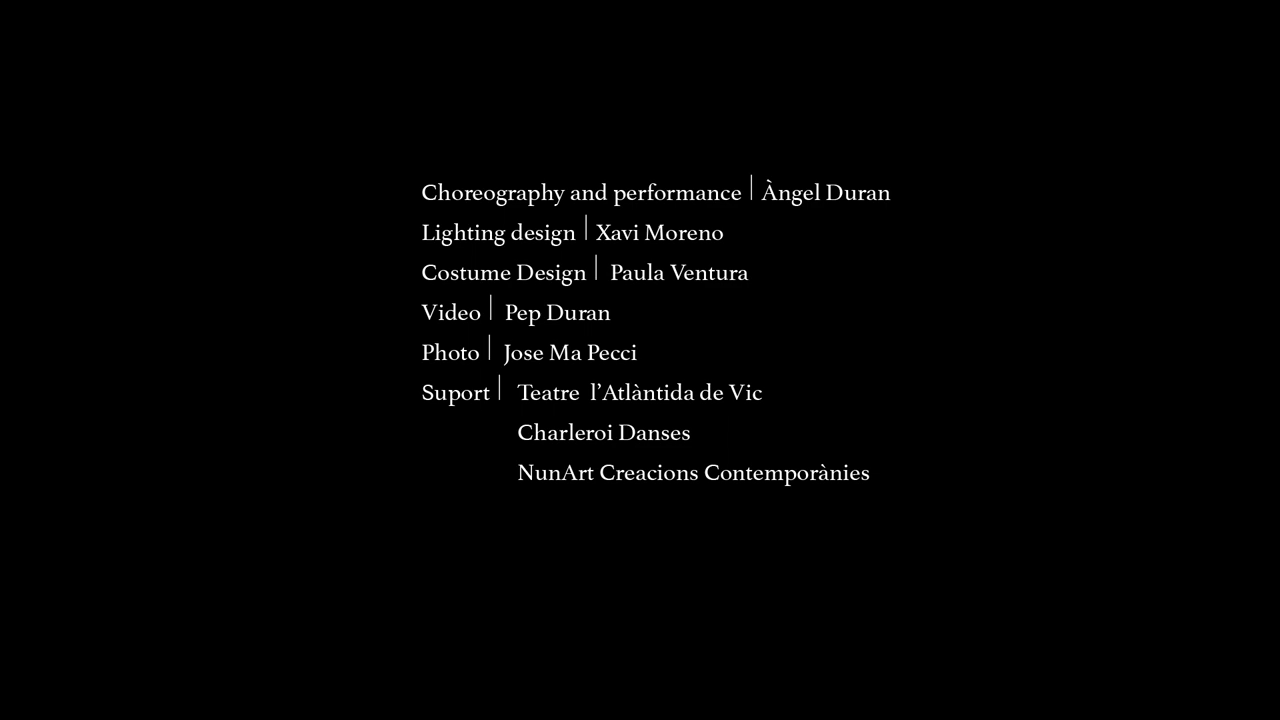 Choreography and performance | Àngel Duran
Lighting design | Xavi Moreno
Costume Design | Paula Ventura
Video | Pep Duran
Photo | Jose Ma Pecci
Suport | Teatre l’Atlàntida de Vic
Charleroi Danses
NunArt Creacions Contemporànies